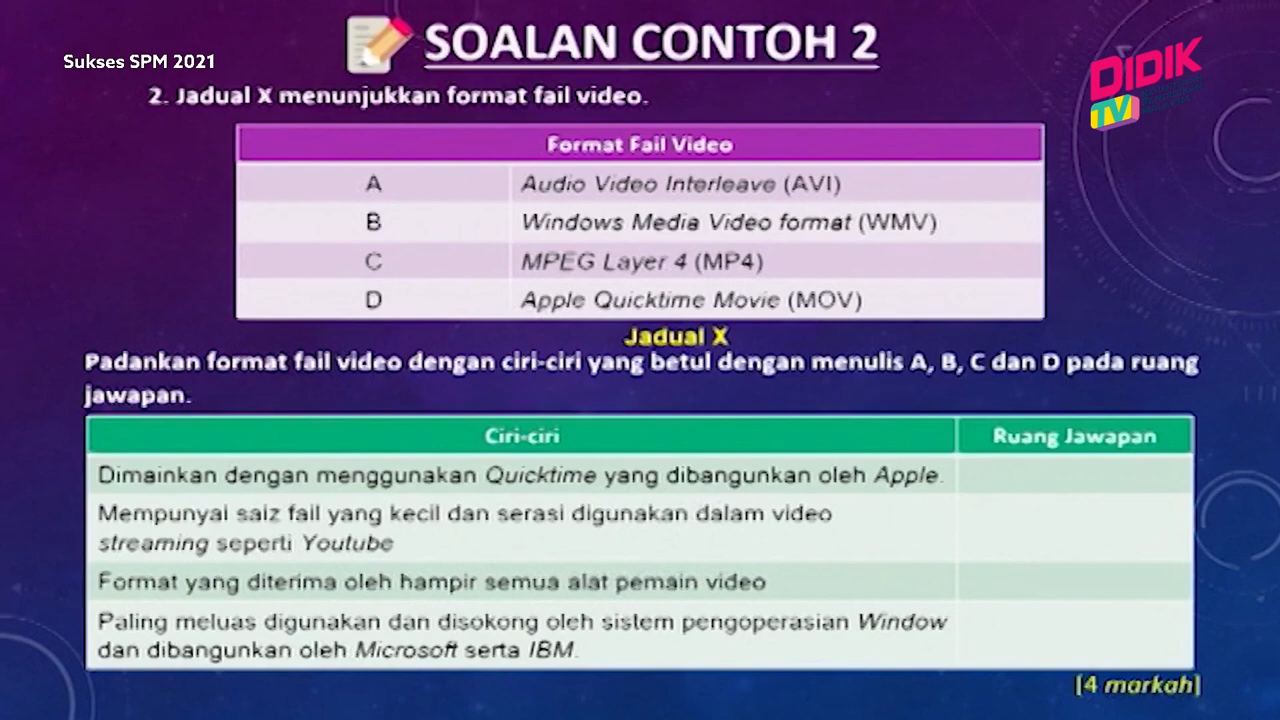 SOALAN CONTOH 2
Sukses SPM 2021
DIDIK
TV
2. Jadual X menunjukkan format fail video.
Format Fail Video
A Audio Video Interleave (AVI)
B Windows Media Video format (WMV)
C MPEG Layer 4 (MP4)
D Apple Quicktime Movie (MOV)
Jadual X
Padankan format fail video dengan ciri-ciri yang betul dengan menulis A, B, C dan D pada ruang
jawapan.
Ciri-ciri Ruang Jawapan
Dimainkan dengan menggunakan Quicktime yang dibangunkan oleh Apple.
Mempunyai saiz fail yang kecil dan serasi digunakan dalam video
streaming seperti Youtube
Format yang diterima oleh hampir semua alat pemain video
Paling meluas digunakan dan disokong oleh sistem pengoperasian Window
dan dibangunkan oleh Microsoft serta IBM.
[4 markah]